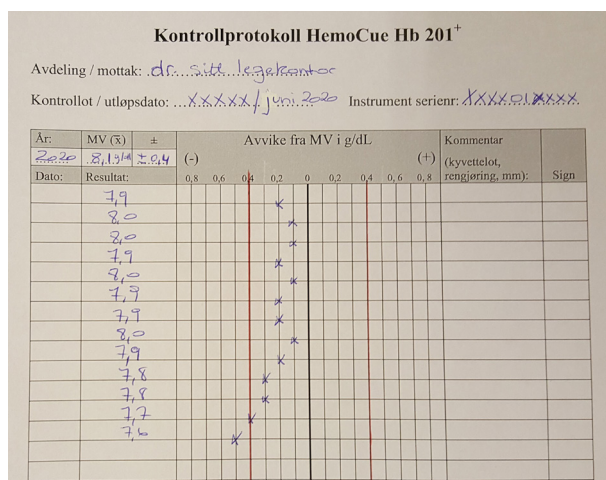 Kontrollprotokoll HemoCue Hb 201+
Avdeling / mottak: dr. sitt legekontor
Kontrollot / utløpsdato: XXXXX / juni 2020 Instrument serienr: XXXX01XXXX
År: MV (x̄) ± Avvike fra MV i g/dL Kommentar
2020 8,1 g/dl ±0,4 (-) (+) (kyvettelot,
Dato: Resultat: 0,8 0,6 0,4 0,2 0 0,2 0,4 0,6 0,8 rengjøring, mm): Sign
7,9
8,0
8,0
7,9
8,0
7,9
7,9
8,0
7,9
7,8
7,8
7,7
7,6